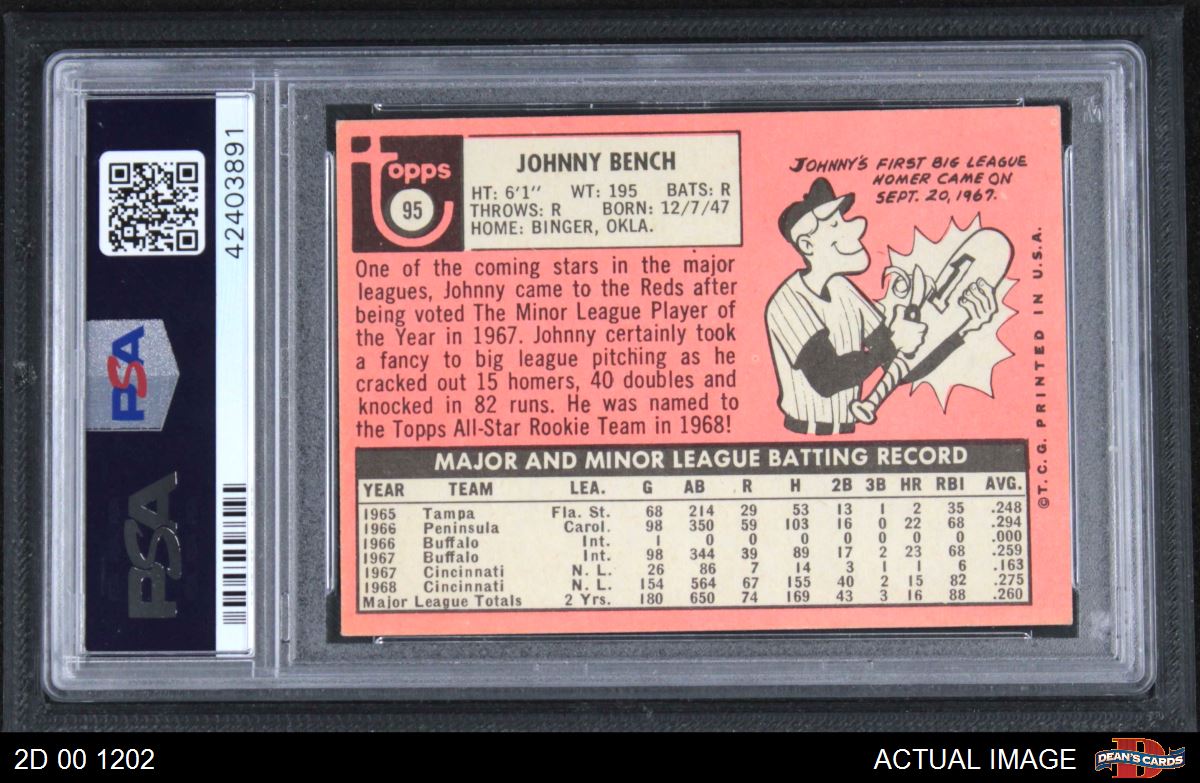 42403891
PSA
PSA
Topps
95
JOHNNY BENCH
HT: 6'1'' WT: 195 BATS: R
THROWS: R BORN: 12/7/47
HOME: BINGER, OKLA.
One of the coming stars in the major
leagues, Johnny came to the Reds after
being voted The Minor League Player of
the Year in 1967. Johnny certainly took
a fancy to big league pitching as he
cracked out 15 homers, 40 doubles and
knocked in 82 runs. He was named to
the Topps All-Star Rookie Team in 1968!
JOHNNY'S FIRST BIG LEAGUE
HOMER CAME ON
SEPT. 20, 1967.
1
©T. C. G. PRINTED IN U.S.A.
MAJOR AND MINOR LEAGUE BATTING RECORD
YEAR TEAM LEA. G AB R H 2B 3B HR RBI AVG.
1965 Tampa Fla. St. 68 214 29 53 13 1 2 35 .248
1966 Peninsula Carol. 98 350 59 103 16 0 22 68 .294
1966 Buffalo Int. 1 0 0 0 0 0 0 0 .000
1967 Buffalo Int. 98 344 39 89 17 2 23 68 .259
1967 Cincinnati N. L. 26 86 7 14 3 1 1 6 .163
1968 Cincinnati N. L. 154 564 67 155 40 2 15 82 .275
Major League Totals 2 Yrs. 180 650 74 169 43 3 16 88 .260
2D 00 1202
ACTUAL IMAGE
D
DEAN'S CARDS